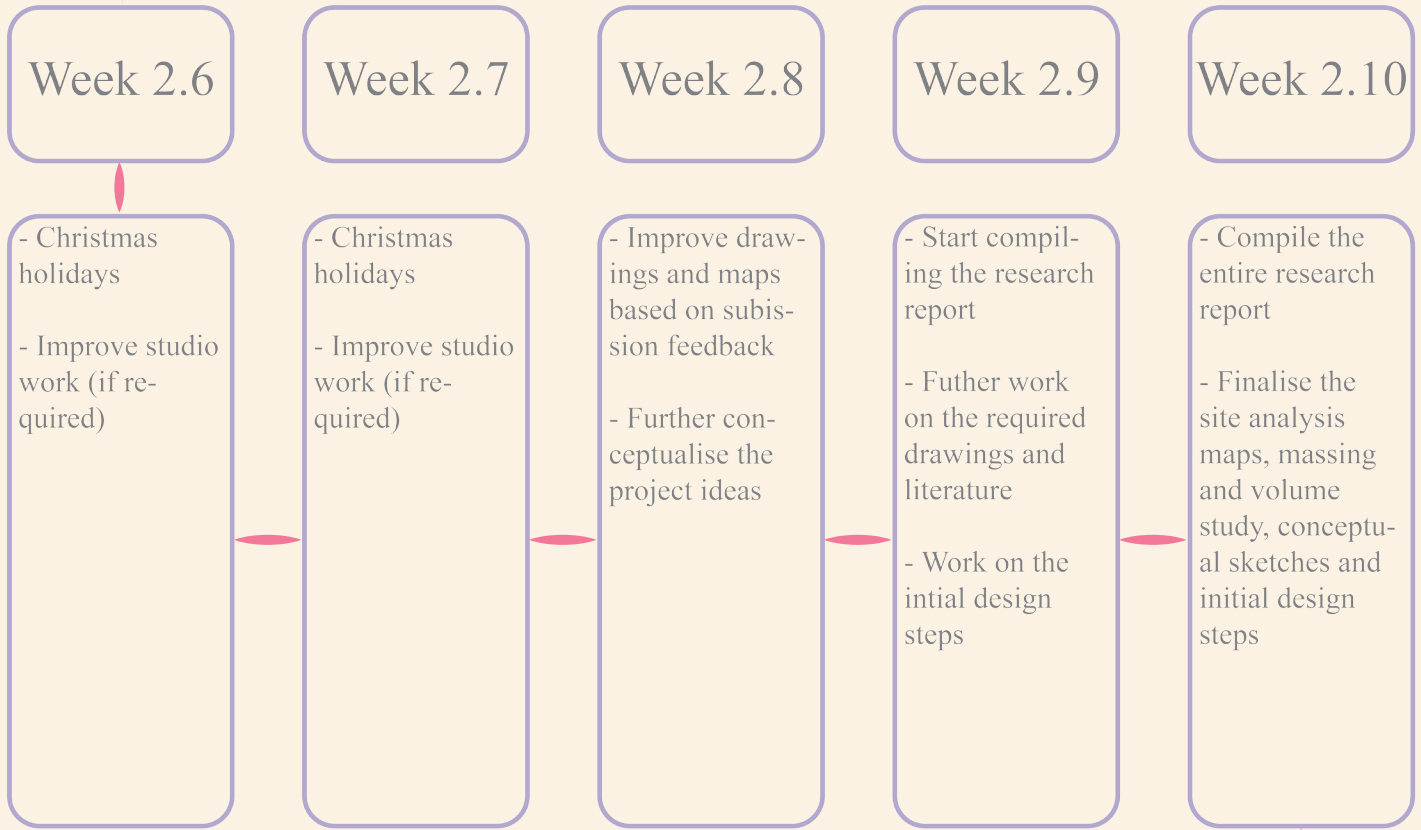 Week 2.6
Week 2.7
Week 2.8
Week 2.9
Week 2.10
- Christmas
holidays
- Improve studio
work (if re-
quired)
- Christmas
holidays
- Improve studio
work (if re-
quired)
- Improve draw-
ings and maps
based on subis-
sion feedback
- Further con-
ceptualise the
project ideas
- Start compil-
ing the research
report
- Futher work
on the required
drawings and
literature
- Work on the
intial design
steps
- Compile the
entire research
report
- Finalise the
site analysis
maps, massing
and volume
study, conceptu-
al sketches and
initial design
steps